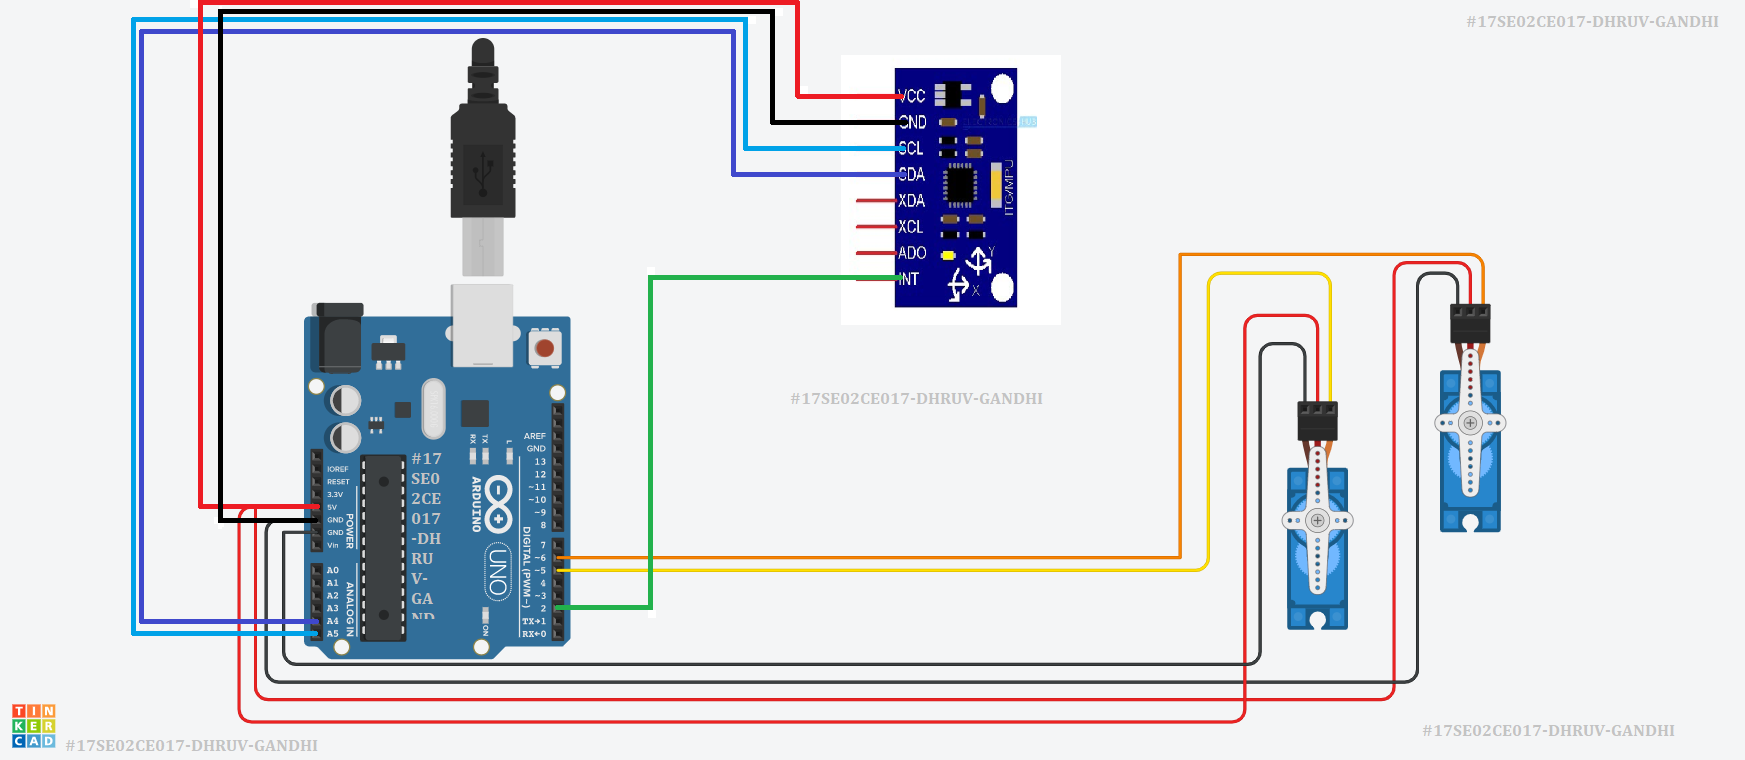 #17SE02CE017-DHRUV-GANDHI
VCC
GND
SCL
SDA
XDA
XCL
ADO
INT
ITG/MPU
Y
X
#17SE02CE017-DHRUV-GANDHI
RX
TX
L
AREF
GND
13
12
~11
~10
~9
8
7
~6
~5
4
~3
2
TX→1
RX←0
DIGITAL (PWM~)
ARDUINO
UNO
ON
IOREF
RESET
3.3V
5V
GND
GND
Vin
POWER
A0
A1
A2
A3
A4
A5
ANALOG IN
#17
SE0
2CE
017
-DH
RU
V-
GA
ND
TIN
KER
CAD
#17SE02CE017-DHRUV-GANDHI
#17SE02CE017-DHRUV-GANDHI